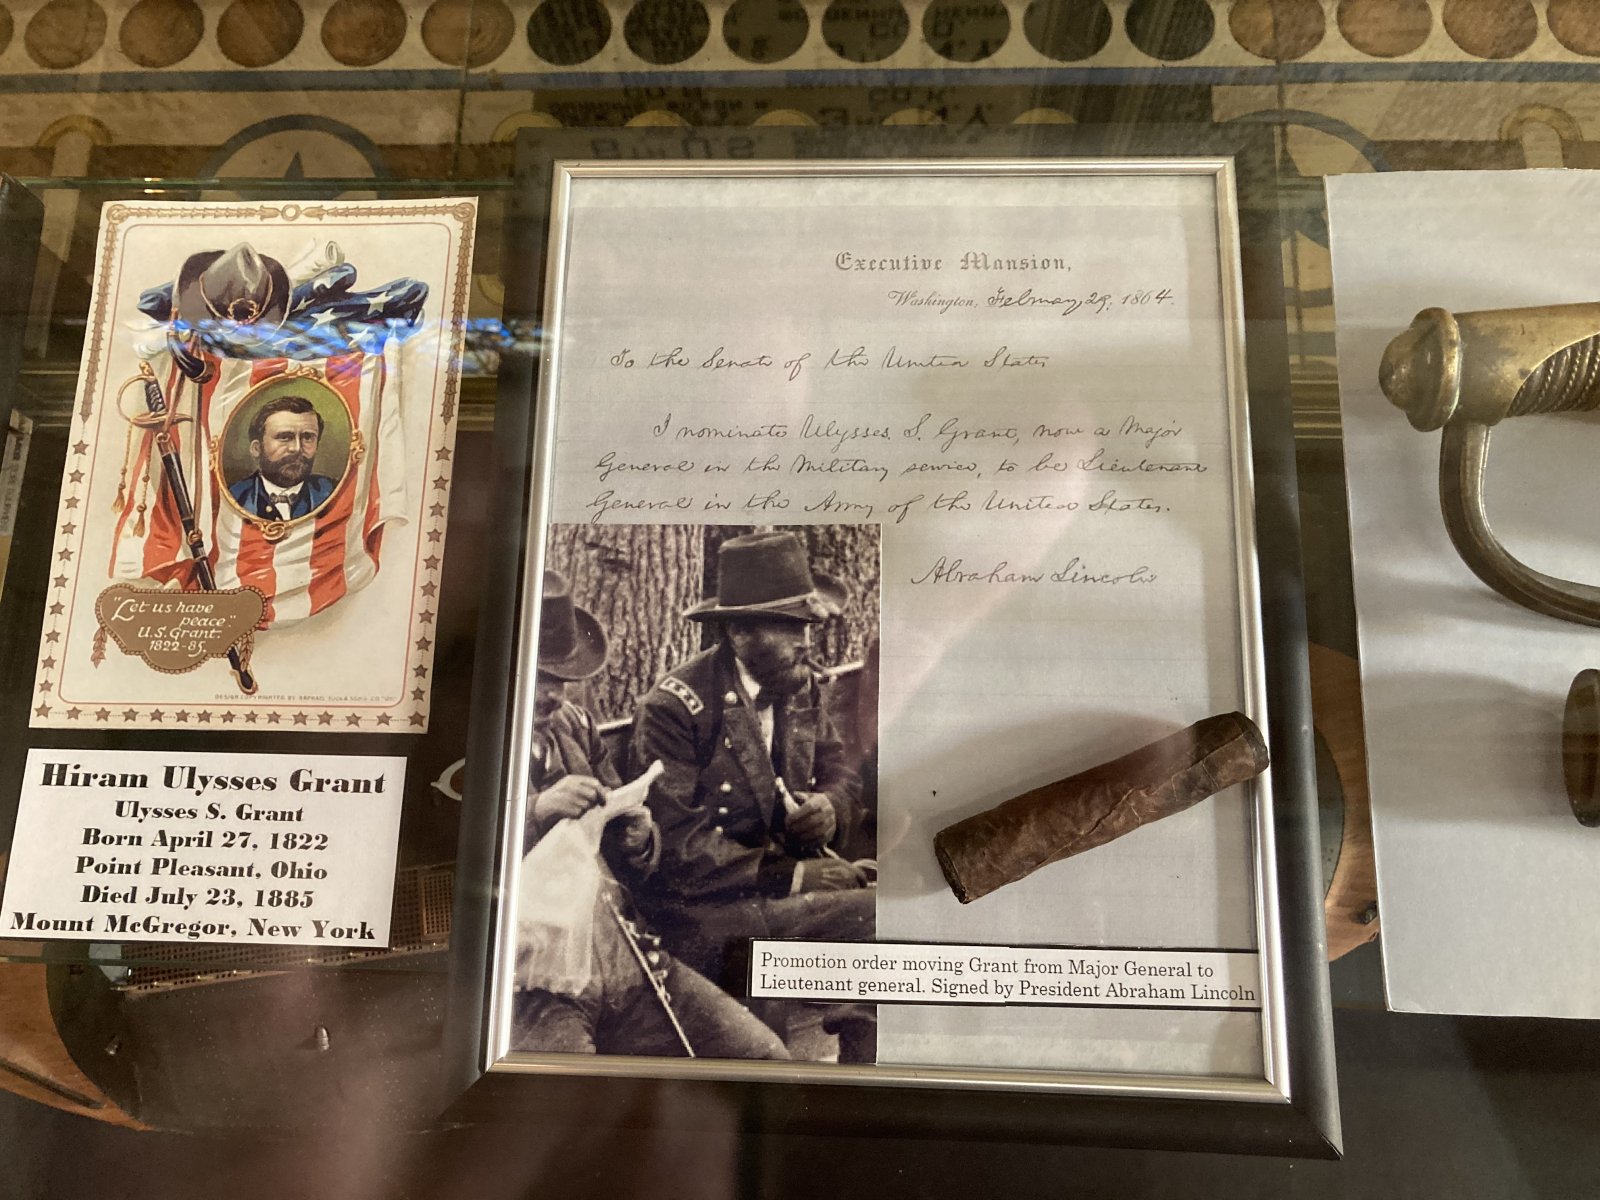 "Let us have
peace."
U.S. Grant.
1822-85.
Hiram Ulysses Grant
Ulysses S. Grant
Born April 27, 1822
Point Pleasant, Ohio
Died July 23, 1885
Mount McGregor, New York
Executive Mansion,
Washington, February 29, 1864.
To the Senate of the United States
I nominate Ulysses. S. Grant, now a Major
General in the Military service, to be Lieutenant
General in the Army of the United States.
Abraham Lincoln
Promotion order moving Grant from Major General to
Lieutenant general. Signed by President Abraham Lincoln